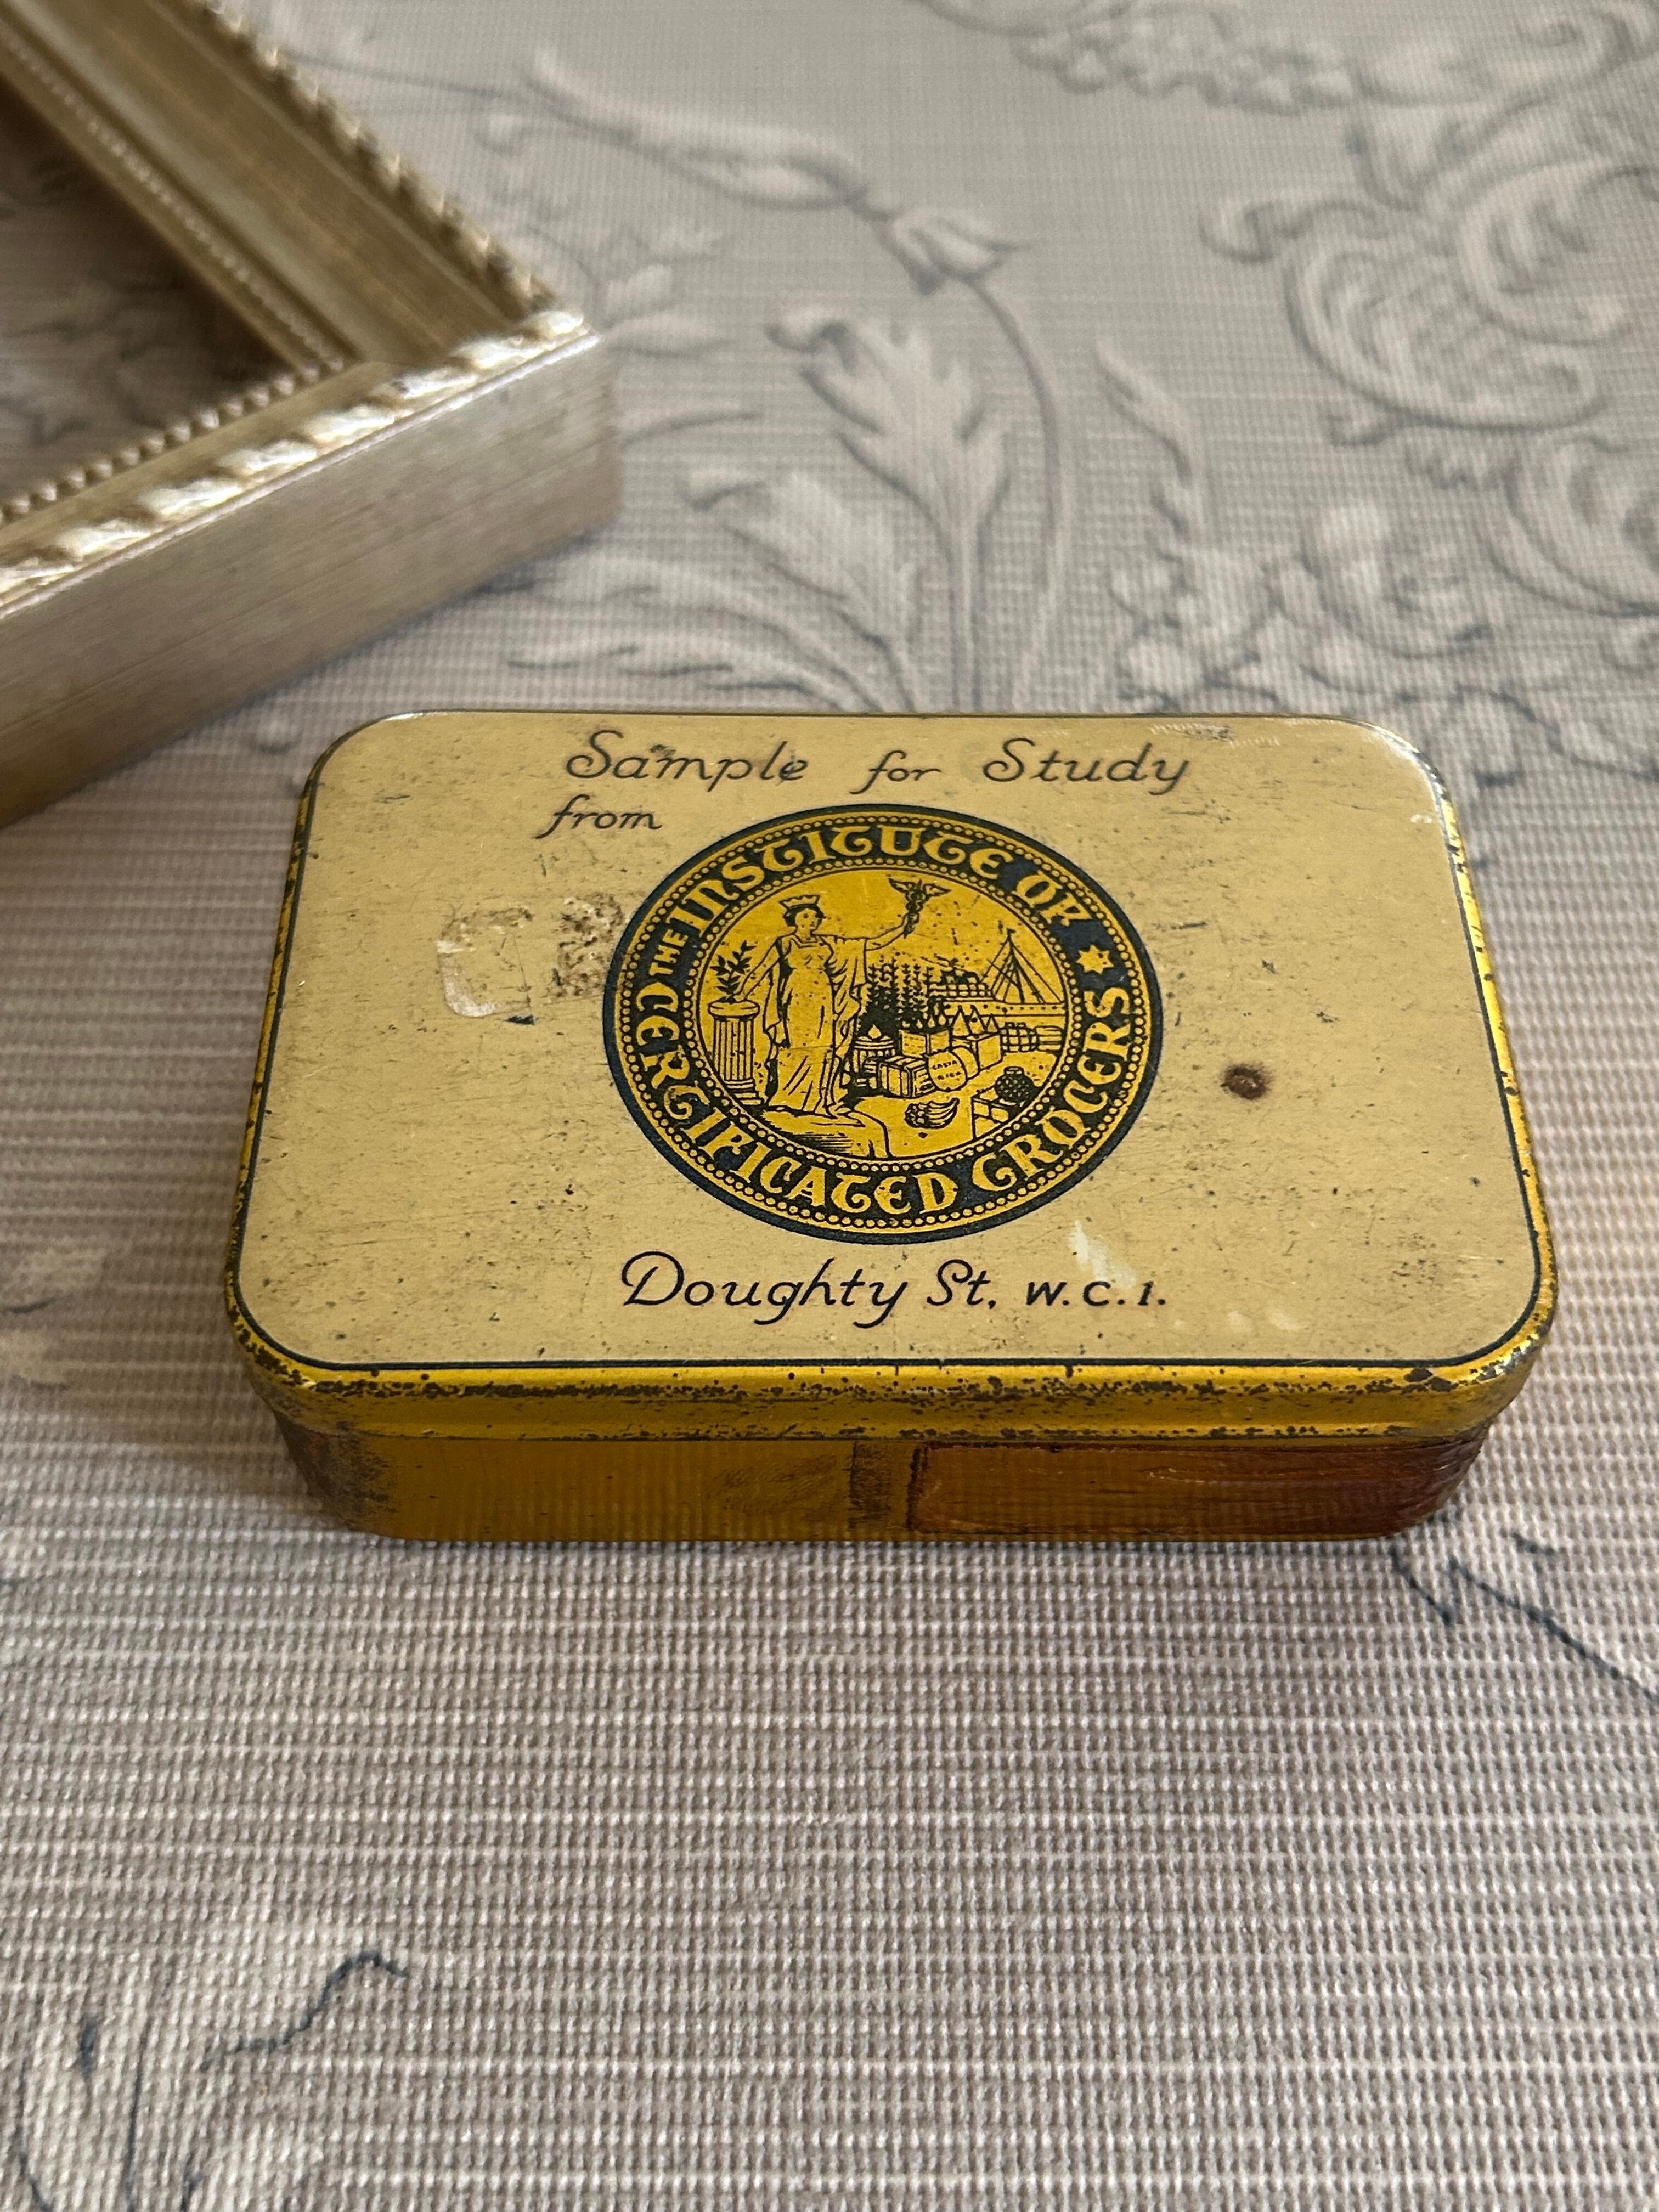 Sample for Study
from
THE INSTITUTE OF
CERTIFICATED GROCERS
Doughty St. W.C.1.